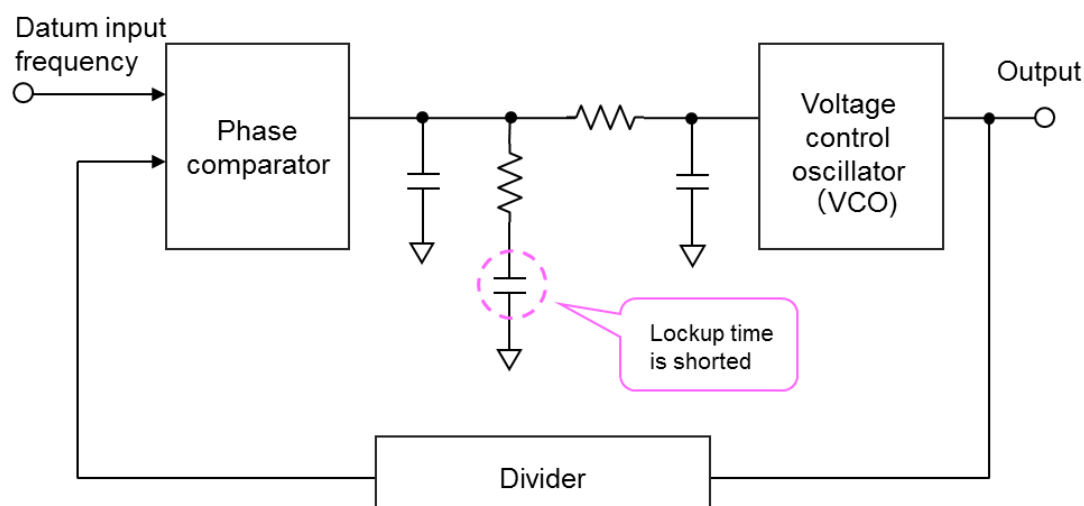 Datum input
frequency
Phase
comparator
Voltage
control
oscillator
（VCO)
Output
Lockup time
is shorted
Divider